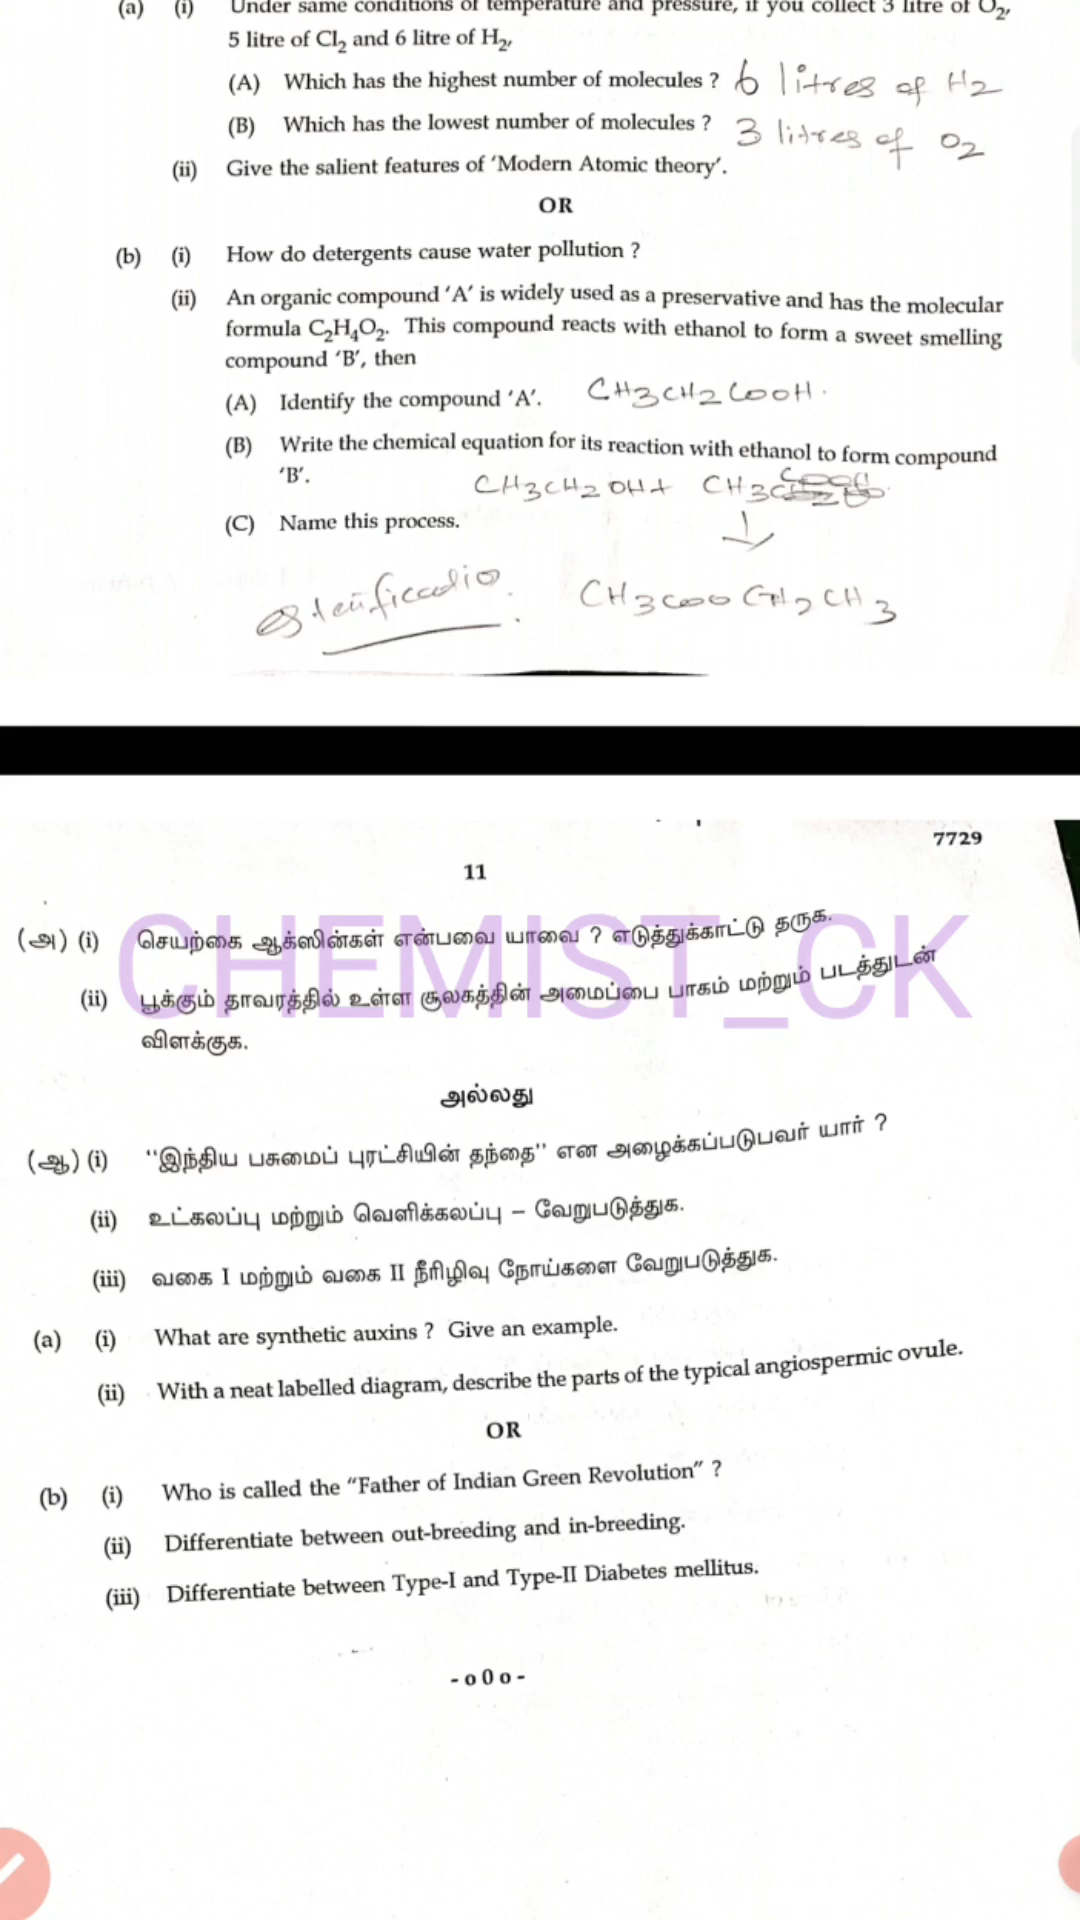 (a) (i) Under same conditions of temperature and pressure, if you collect 3 litre of O₂,
5 litre of Cl₂ and 6 litre of H₂,
(A) Which has the highest number of molecules ? 6 litres of H2
(B) Which has the lowest number of molecules ? 3 litres of O2
(ii) Give the salient features of ‘Modern Atomic theory’.
OR
(b) (i) How do detergents cause water pollution ?
(ii) An organic compound ‘A’ is widely used as a preservative and has the molecular
formula C₂H₄O₂. This compound reacts with ethanol to form a sweet smelling
compound ‘B’, then
(A) Identify the compound ‘A’. CH3CH2COOH.
(B) Write the chemical equation for its reaction with ethanol to form compound
‘B’.
CH3CH2OH + CH3COOH
(C) Name this process.
↓
CH3COOCH2CH3
7729
11
CHEMIST_CK
(அ) (i) செயற்கை ஆக்ஸின்கள் என்பவை யாவை ? எடுத்துக்காட்டு தருக.
(ii) பூக்கும் தாவரத்தில் உள்ள சூலகத்தின் அமைப்பை பாகம் மற்றும் படத்துடன்
விளக்குக.
அல்லது
(ஆ) (i) “இந்திய பசுமைப் புரட்சியின் தந்தை” என அழைக்கப்படுபவர் யார் ?
(ii) உட்கலப்பு மற்றும் வெளிக்கலப்பு – வேறுபடுத்துக.
(iii) வகை I மற்றும் வகை II நீரிழிவு நோய்களை வேறுபடுத்துக.
(a) (i) What are synthetic auxins ? Give an example.
(ii) With a neat labelled diagram, describe the parts of the typical angiospermic ovule.
OR
(b) (i) Who is called the “Father of Indian Green Revolution” ?
(ii) Differentiate between out-breeding and in-breeding.
(iii) Differentiate between Type-I and Type-II Diabetes mellitus.
- o 0 o -